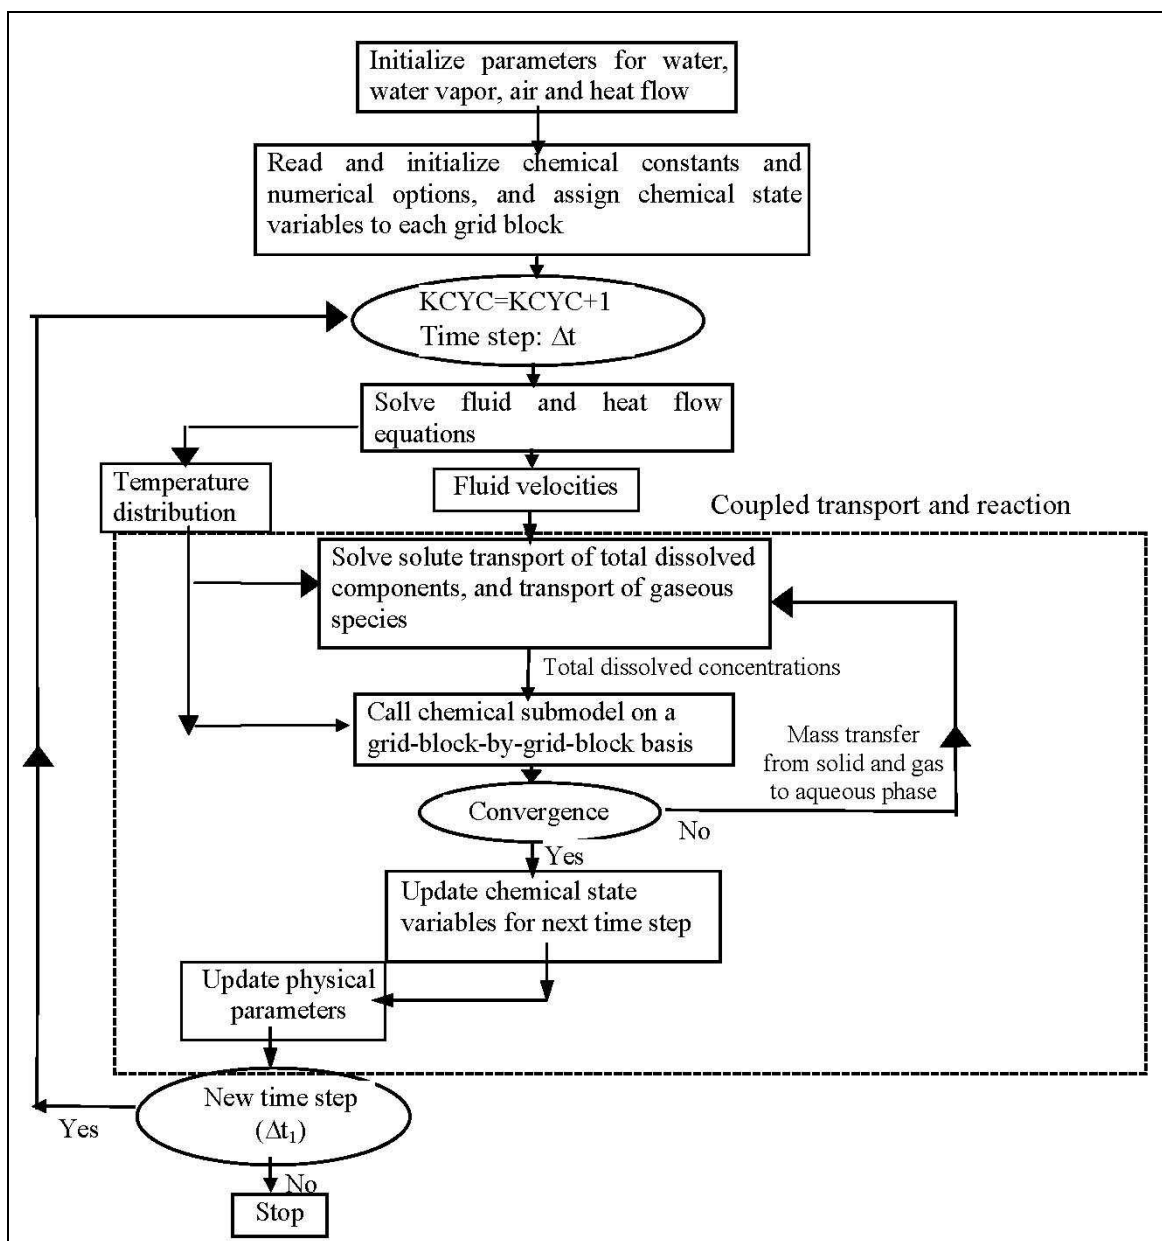 Initialize parameters for water,
water vapor, air and heat flow
Read and initialize chemical constants and
numerical options, and assign chemical state
variables to each grid block
KCYC=KCYC+1
Time step: Δt
Solve fluid and heat flow
equations
Temperature
distribution
Fluid velocities
Coupled transport and reaction
Solve solute transport of total dissolved
components, and transport of gaseous
species
Total dissolved concentrations
Call chemical submodel on a
grid-block-by-grid-block basis
Mass transfer
from solid and gas
to aqueous phase
Convergence
No
Yes
Update chemical state
variables for next time step
Update physical
parameters
New time step
(Δt₁)
Yes
No
Stop